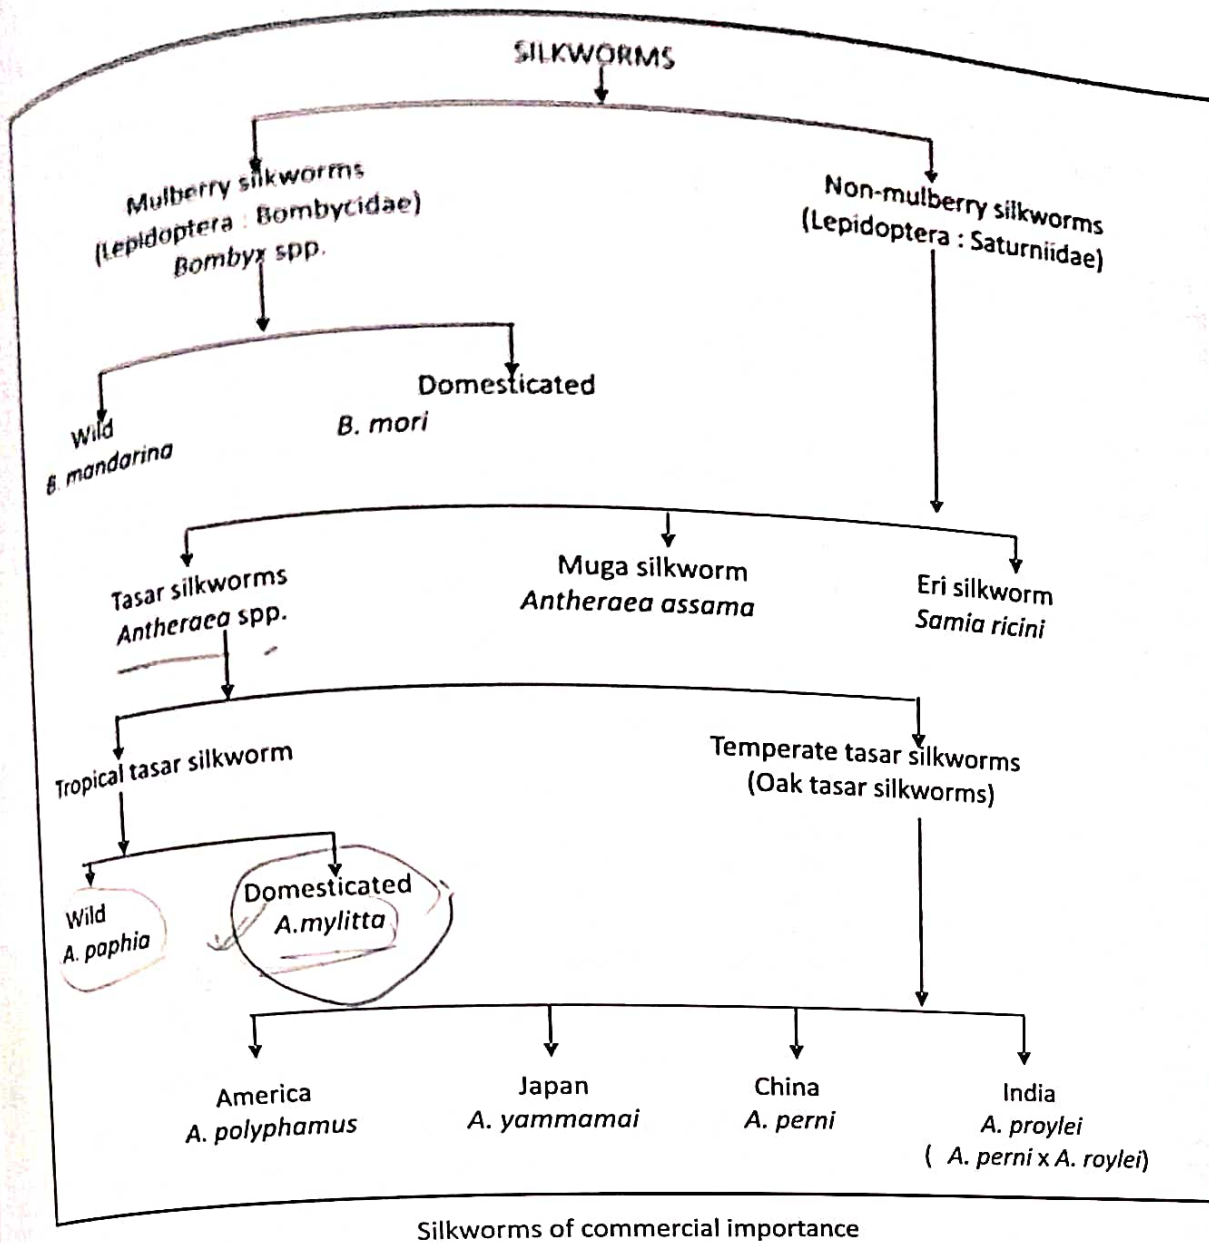 SILKWORMS
Mulberry silkworms
(Lepidoptera : Bombycidae)
Bombyx spp.
Non-mulberry silkworms
(Lepidoptera : Saturniidae)
Wild
B. mandarina
Domesticated
B. mori
Tasar silkworms
Antheraea spp.
Muga silkworm
Antheraea assama
Eri silkworm
Samia ricini
Tropical tasar silkworm
Temperate tasar silkworms
(Oak tasar silkworms)
Wild
A. paphia
Domesticated
A.mylitta
America
A. polyphamus
Japan
A. yammamai
China
A. perni
India
A. proylei
( A. perni x A. roylei)
Silkworms of commercial importance